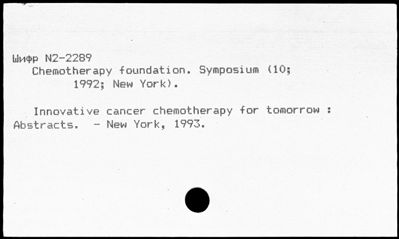 Шифр N2-2289
Chemotherapy foundation. Symposium (10;
1992; New York).
Innovative cancer chemotherapy for tomorrow :
Abstracts. - New York, 1993.